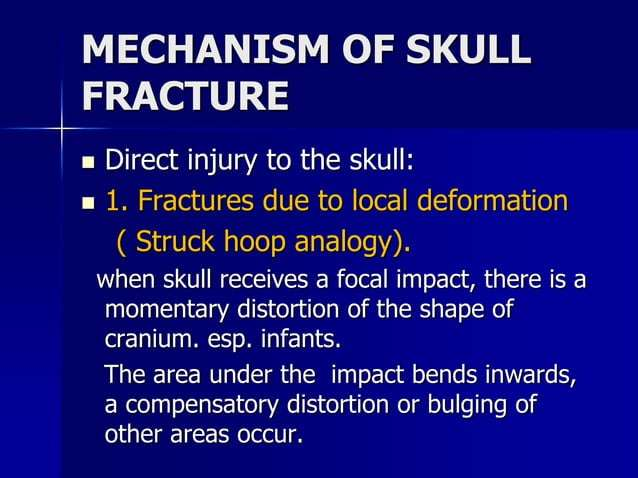 MECHANISM OF SKULL
FRACTURE
Direct injury to the skull:
1. Fractures due to local deformation
( Struck hoop analogy).
when skull receives a focal impact, there is a
momentary distortion of the shape of
cranium. esp. infants.
The area under the impact bends inwards,
a compensatory distortion or bulging of
other areas occur.